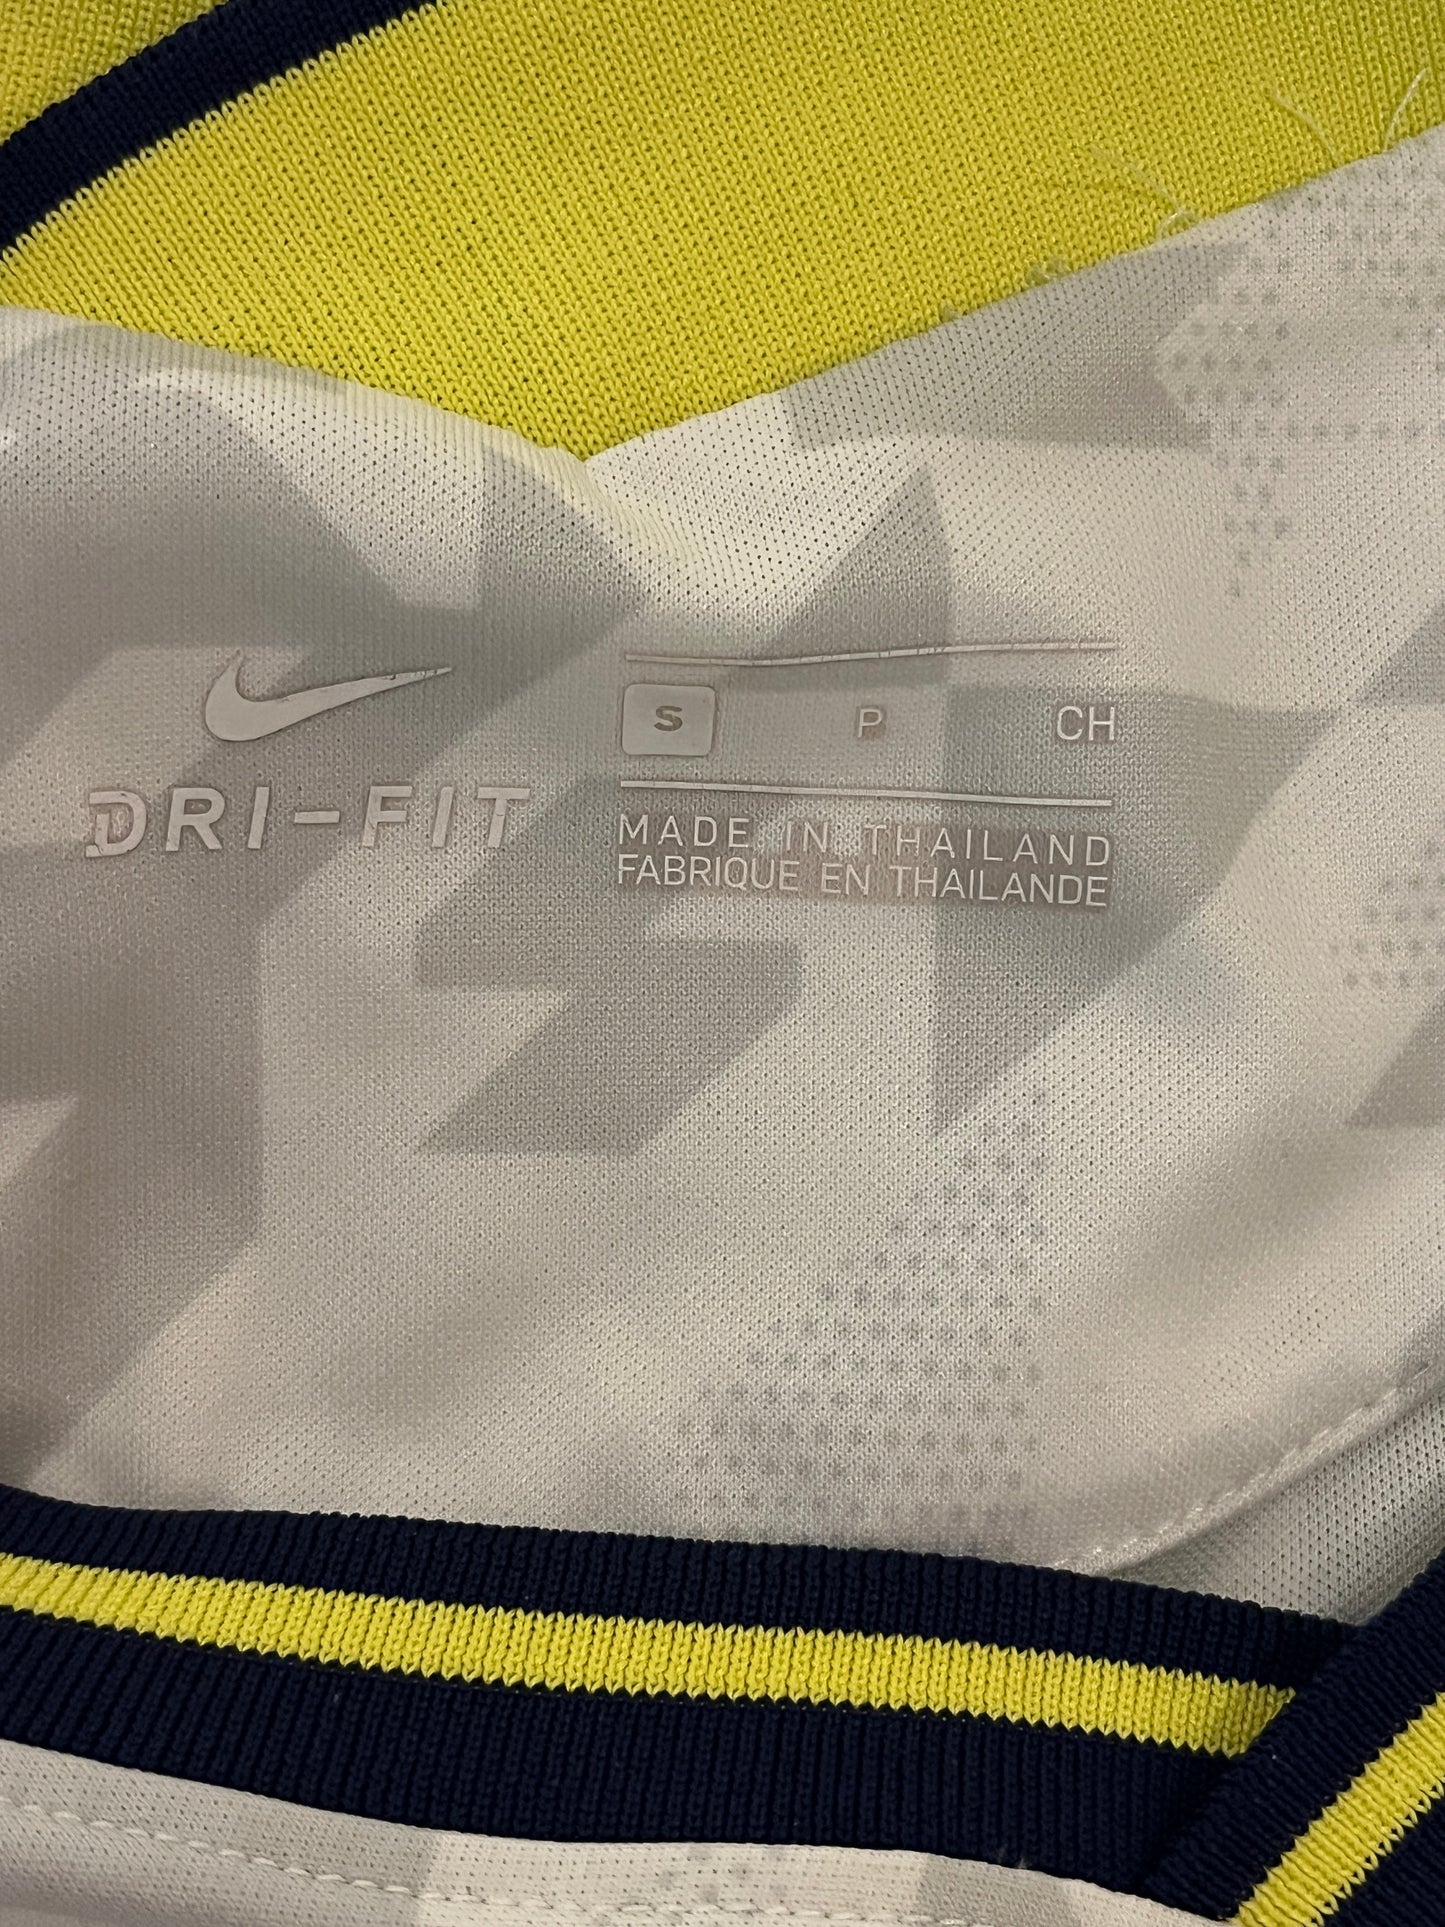 DRI-FIT
S P CH
MADE IN THAILAND
FABRIQUE EN THAILANDE